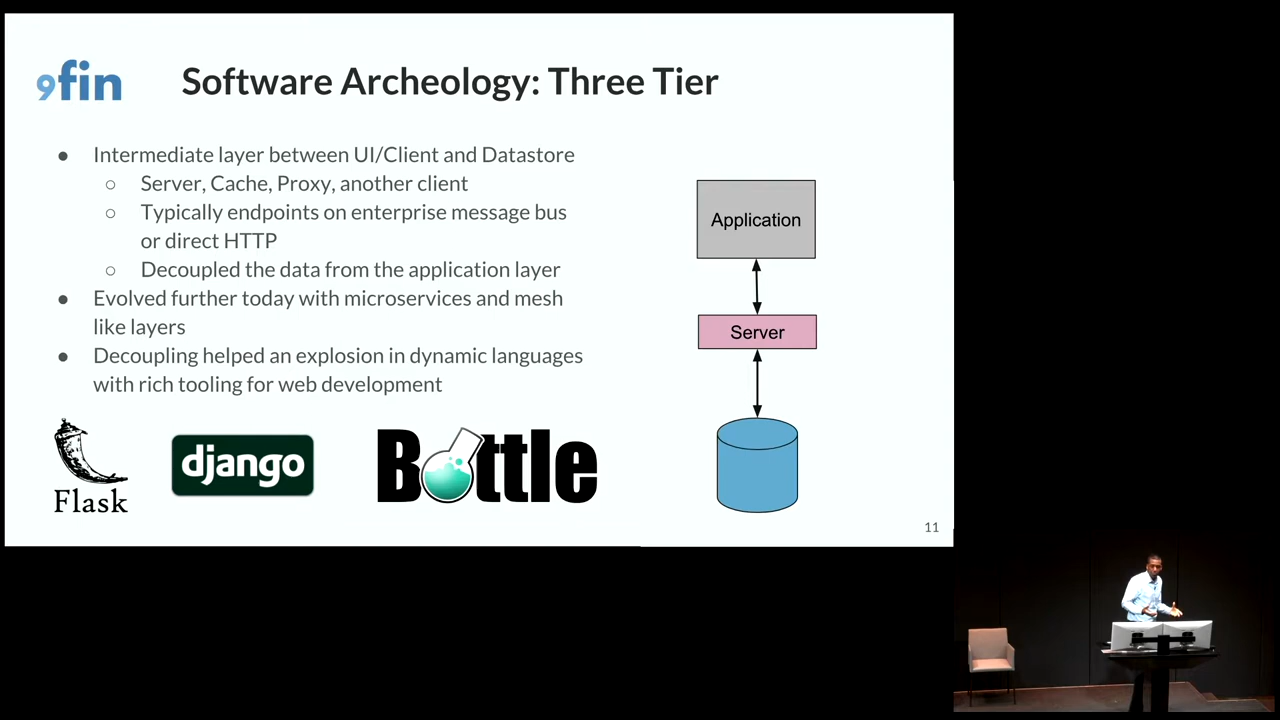 9fin
Software Archeology: Three Tier
● Intermediate layer between UI/Client and Datastore
○ Server, Cache, Proxy, another client
○ Typically endpoints on enterprise message bus
or direct HTTP
○ Decoupled the data from the application layer
● Evolved further today with microservices and mesh
like layers
● Decoupling helped an explosion in dynamic languages
with rich tooling for web development
Application
Server
Flask
django
Bottle
11